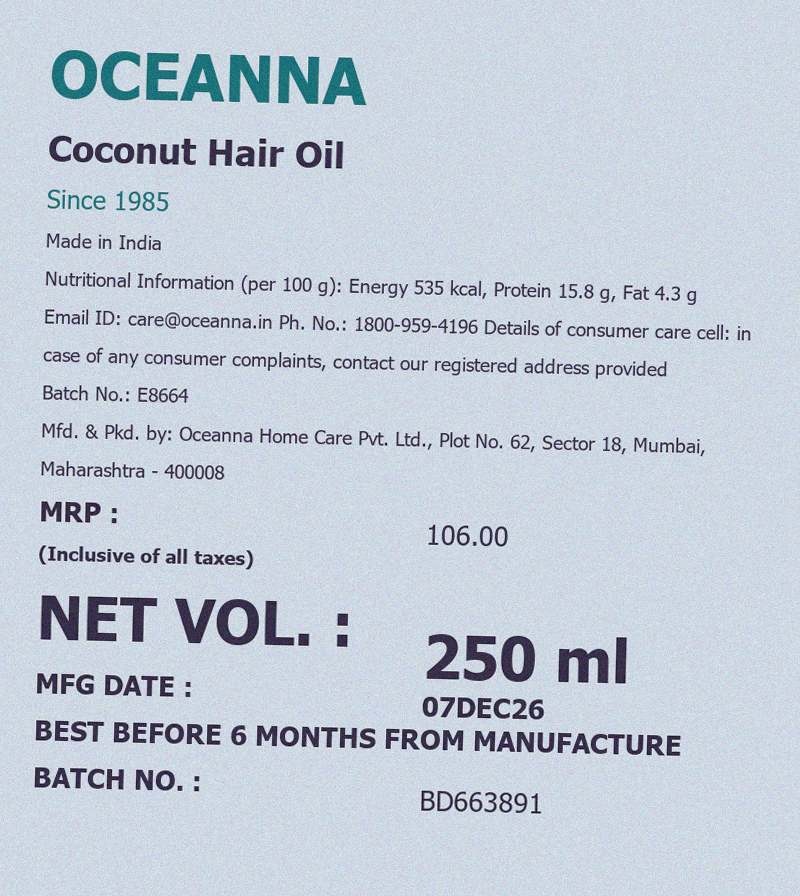 OCEANNA
Coconut Hair Oil
Since 1985
Made in India
Nutritional Information (per 100 g): Energy 535 kcal, Protein 15.8 g, Fat 4.3 g
Email ID: care@oceanna.in Ph. No.: 1800-959-4196 Details of consumer care cell: in
case of any consumer complaints, contact our registered address provided
Batch No.: E8664
Mfd. & Pkd. by: Oceanna Home Care Pvt. Ltd., Plot No. 62, Sector 18, Mumbai,
Maharashtra - 400008
MRP : 106.00
(Inclusive of all taxes)
NET VOL. : 250 ml
MFG DATE : 07DEC26
BEST BEFORE 6 MONTHS FROM MANUFACTURE
BATCH NO. : BD663891